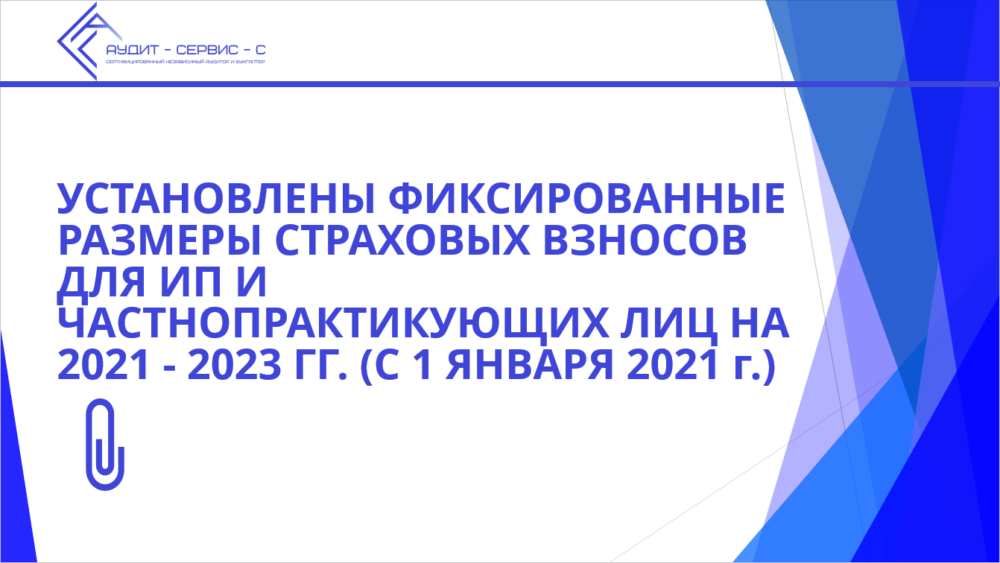 АУДИТ - СЕРВИС - С
СЕРТИФИЦИРОВАННЫЙ НЕЗАВИСИМЫЙ АУДИТОР И БУХГАЛТЕР
УСТАНОВЛЕНЫ ФИКСИРОВАННЫЕ
РАЗМЕРЫ СТРАХОВЫХ ВЗНОСОВ
ДЛЯ ИП И
ЧАСТНОПРАКТИКУЮЩИХ ЛИЦ НА
2021 - 2023 ГГ. (С 1 ЯНВАРЯ 2021 г.)